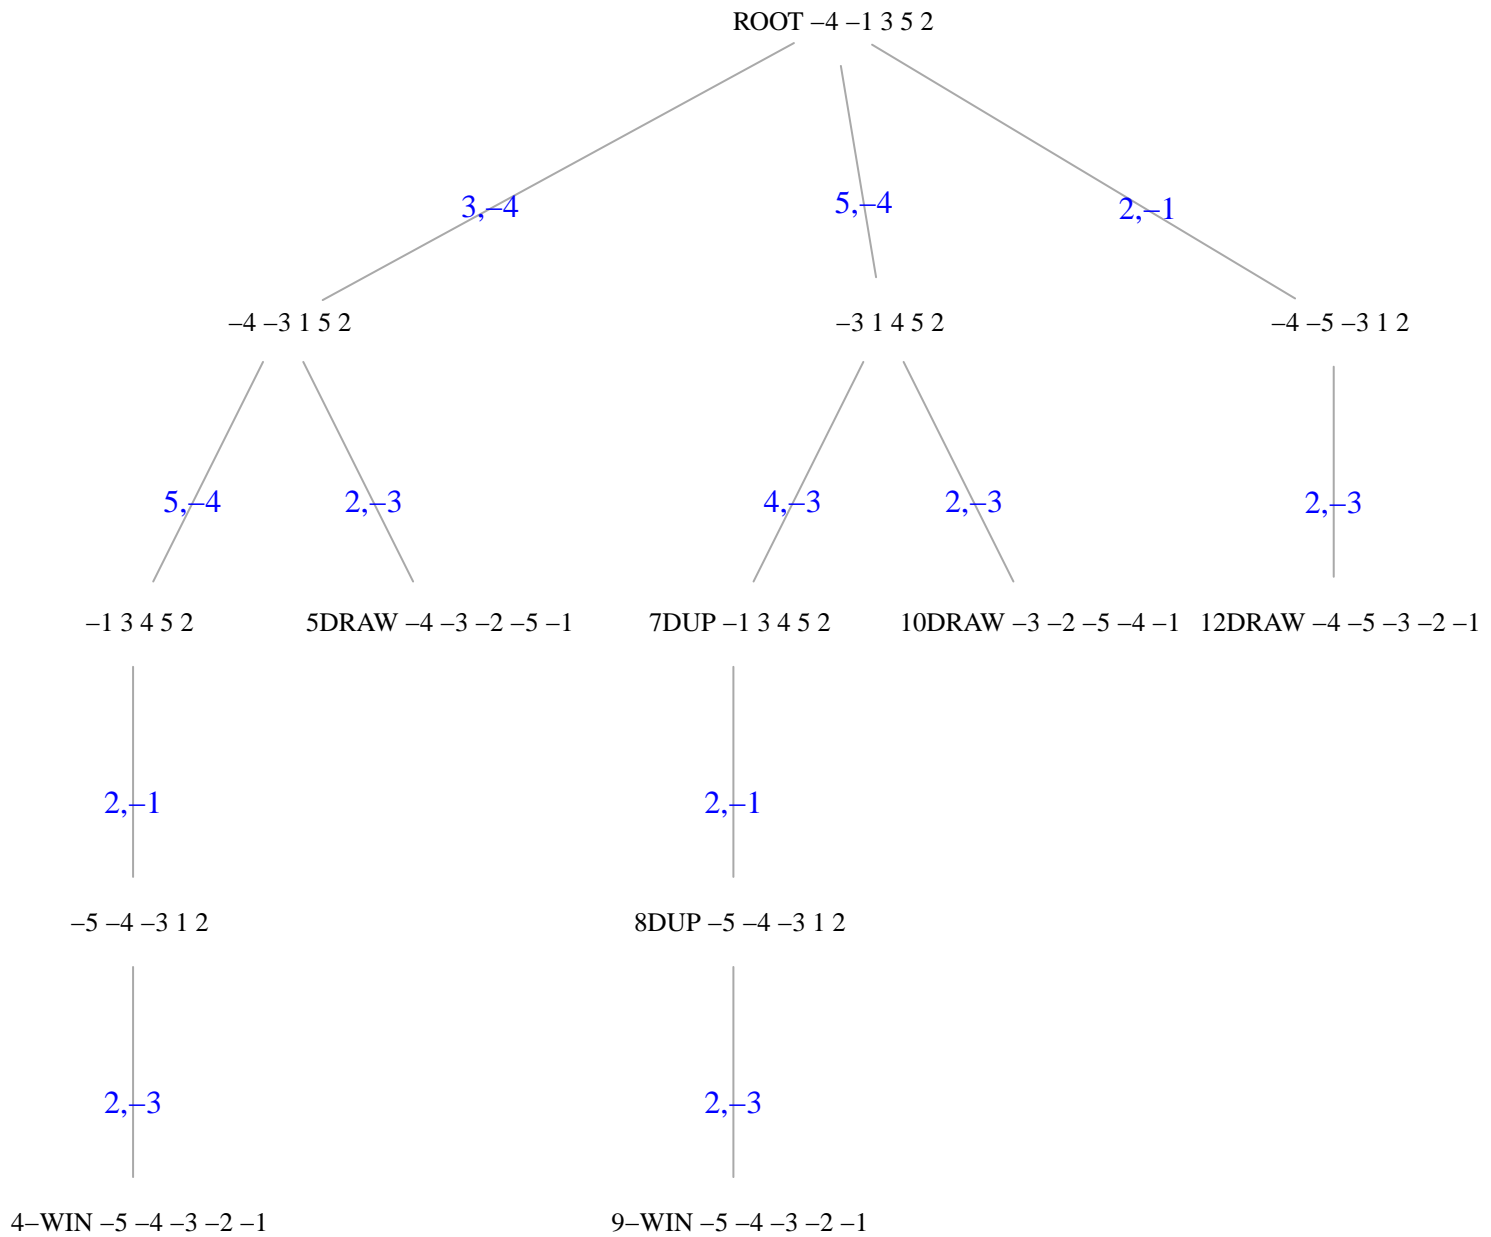 ROOT –4 –1 3 5 2
3,–4
5,–4
2,–1
–4 –3 1 5 2
–3 1 4 5 2
–4 –5 –3 1 2
5,–4
2,–3
4,–3
2,–3
2,–3
–1 3 4 5 2
5DRAW –4 –3 –2 –5 –1
7DUP –1 3 4 5 2
10DRAW –3 –2 –5 –4 –1
12DRAW –4 –5 –3 –2 –1
2,–1
2,–1
–5 –4 –3 1 2
8DUP –5 –4 –3 1 2
2,–3
2,–3
4–WIN –5 –4 –3 –2 –1
9–WIN –5 –4 –3 –2 –1